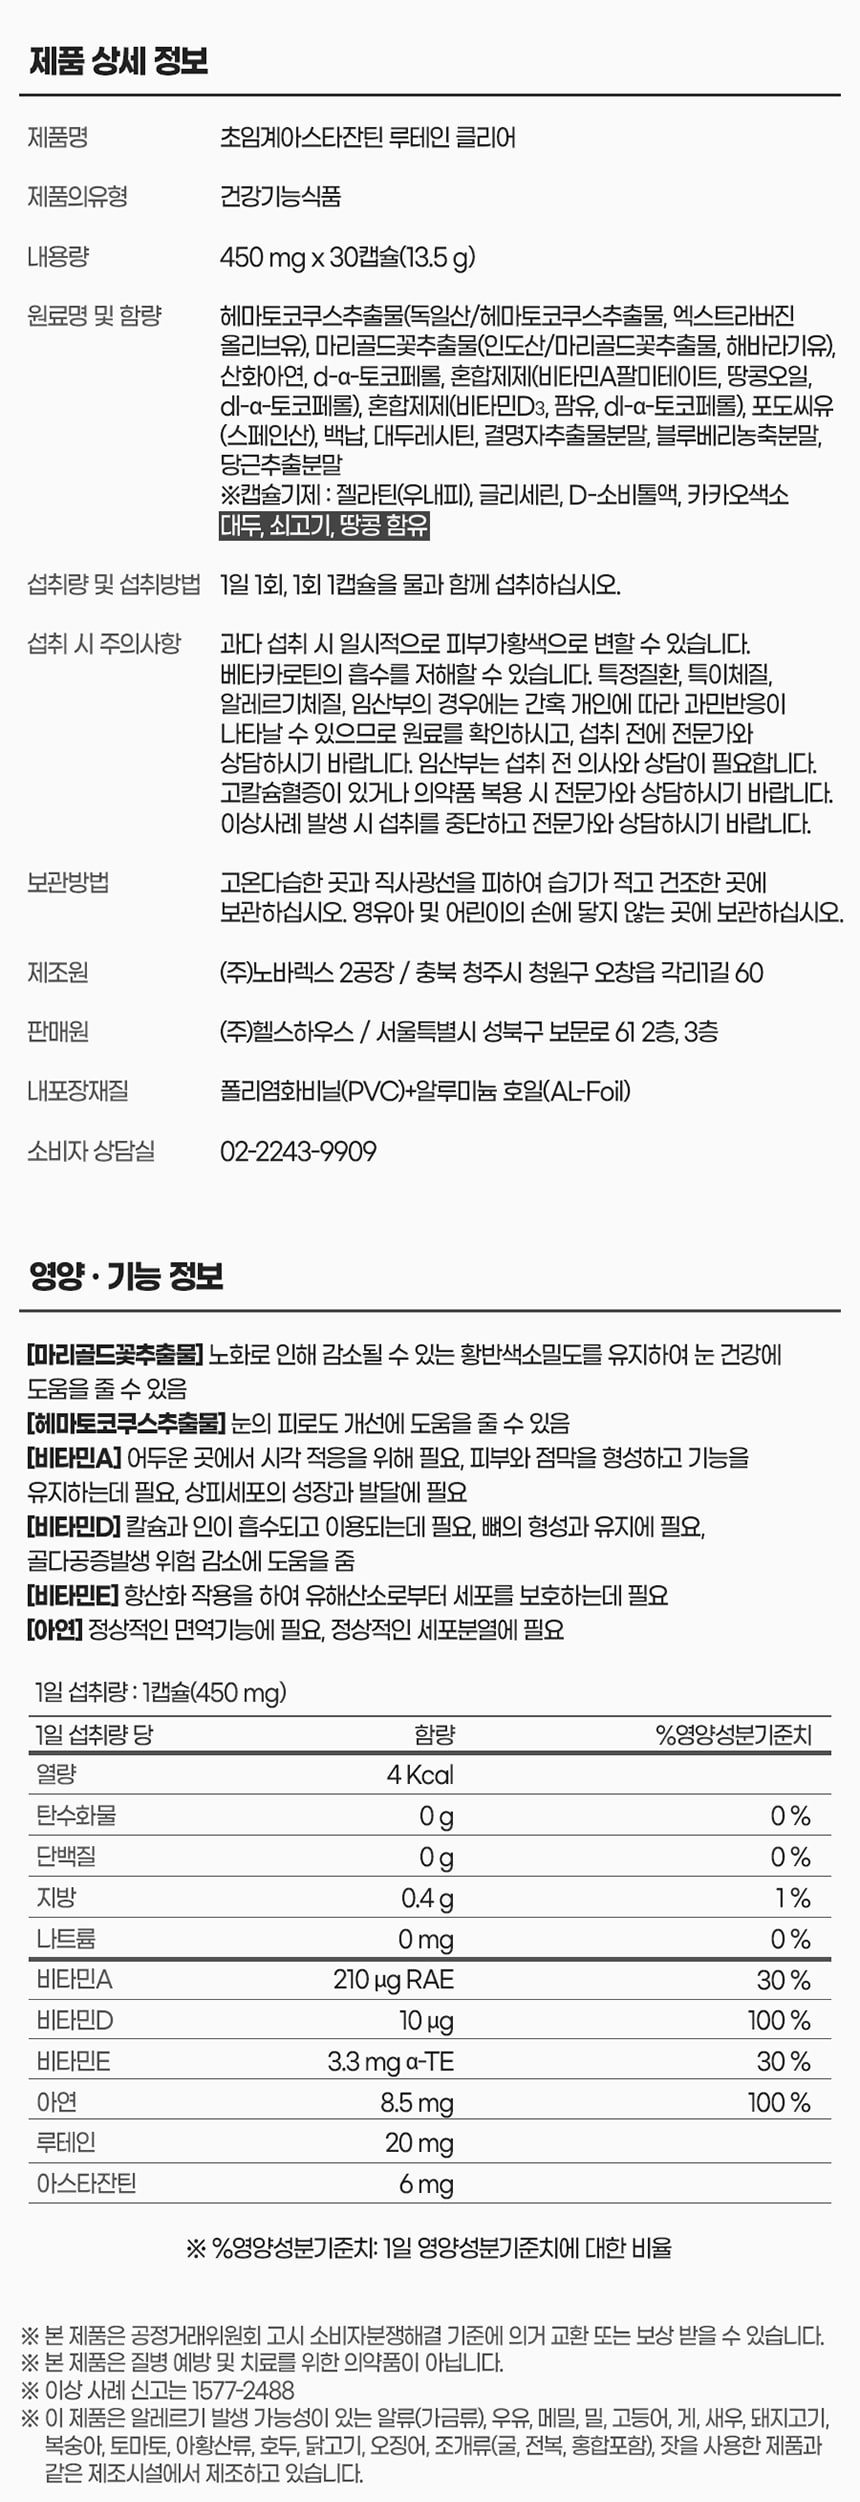 제품 상세 정보
제품명 초임계아스타잔틴 루테인 클리어
제품의유형 건강기능식품
내용량 450 mg x 30캡슐(13.5 g)
원료명 및 함량 헤마토코쿠스추출물(독일산/헤마토코쿠스추출물, 엑스트라버진
올리브유), 마리골드꽃추출물(인도산/마리골드꽃추출물, 해바라기유),
산화아연, d-α-토코페롤, 혼합제제(비타민A팔미테이트, 땅콩오일,
dl-α-토코페롤), 혼합제제(비타민D3, 팜유, dl-α-토코페롤), 포도씨유
(스페인산), 백납, 대두레시틴, 결명자추출물분말, 블루베리농축분말,
당근추출분말
※캡슐기제 : 젤라틴(우내피), 글리세린, D-소비톨액, 카카오색소
대두, 쇠고기, 땅콩 함유
섭취량 및 섭취방법 1일 1회, 1회 1캡슐을 물과 함께 섭취하십시오.
섭취 시 주의사항 과다 섭취 시 일시적으로 피부가황색으로 변할 수 있습니다.
베타카로틴의 흡수를 저해할 수 있습니다. 특정질환, 특이체질,
알레르기체질, 임산부의 경우에는 간혹 개인에 따라 과민반응이
나타날 수 있으므로 원료를 확인하시고, 섭취 전에 전문가와
상담하시기 바랍니다. 임산부는 섭취 전 의사와 상담이 필요합니다.
고칼슘혈증이 있거나 의약품 복용 시 전문가와 상담하시기 바랍니다.
이상사례 발생 시 섭취를 중단하고 전문가와 상담하시기 바랍니다.
보관방법 고온다습한 곳과 직사광선을 피하여 습기가 적고 건조한 곳에
보관하십시오. 영유아 및 어린이의 손에 닿지 않는 곳에 보관하십시오.
제조원 (주)노바렉스 2공장 / 충북 청주시 청원구 오창읍 각리1길 60
판매원 (주)헬스하우스 / 서울특별시 성북구 보문로 61 2층, 3층
내포장재질 폴리염화비닐(PVC)+알루미늄 호일(AL-Foil)
소비자 상담실 02-2243-9909
영양 · 기능 정보
[마리골드꽃추출물] 노화로 인해 감소될 수 있는 황반색소밀도를 유지하여 눈 건강에
도움을 줄 수 있음
[헤마토코쿠스추출물] 눈의 피로도 개선에 도움을 줄 수 있음
[비타민A] 어두운 곳에서 시각 적응을 위해 필요, 피부와 점막을 형성하고 기능을
유지하는데 필요, 상피세포의 성장과 발달에 필요
[비타민D] 칼슘과 인이 흡수되고 이용되는데 필요, 뼈의 형성과 유지에 필요,
골다공증발생 위험 감소에 도움을 줌
[비타민E] 항산화 작용을 하여 유해산소로부터 세포를 보호하는데 필요
[아연] 정상적인 면역기능에 필요, 정상적인 세포분열에 필요
1일 섭취량 : 1캡슐(450 mg)
1일 섭취량 당 함량 %영양성분기준치
열량 4 Kcal
탄수화물 0 g 0 %
단백질 0 g 0 %
지방 0.4 g 1 %
나트륨 0 mg 0 %
비타민A 210 μg RAE 30 %
비타민D 10 μg 100 %
비타민E 3.3 mg α-TE 30 %
아연 8.5 mg 100 %
루테인 20 mg
아스타잔틴 6 mg
※ %영양성분기준치: 1일 영양성분기준치에 대한 비율
※ 본 제품은 공정거래위원회 고시 소비자분쟁해결 기준에 의거 교환 또는 보상 받을 수 있습니다.
※ 본 제품은 질병 예방 및 치료를 위한 의약품이 아닙니다.
※ 이상 사례 신고는 1577-2488
※ 이 제품은 알레르기 발생 가능성이 있는 알류(가금류), 우유, 메밀, 밀, 고등어, 게, 새우, 돼지고기,
복숭아, 토마토, 아황산류, 호두, 닭고기, 오징어, 조개류(굴, 전복, 홍합포함), 잣을 사용한 제품과
같은 제조시설에서 제조하고 있습니다.